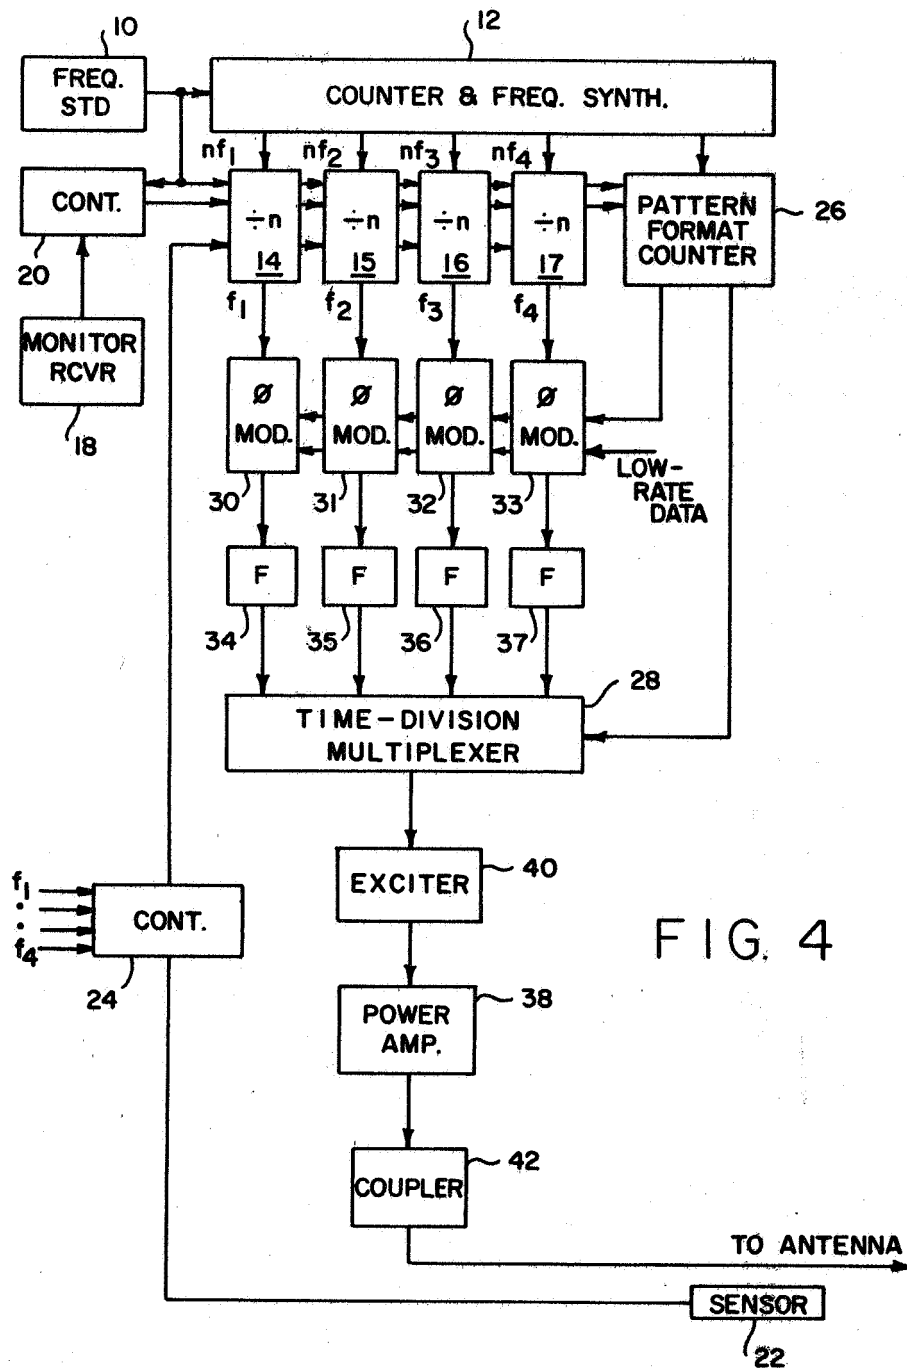 10
12
FREQ.
STD
COUNTER & FREQ. SYNTH.
nf1 nf2 nf3 nf4
CONT.
÷n ÷n ÷n ÷n
14 15 16 17
PATTERN
FORMAT
COUNTER
26
20
f1 f2 f3 f4
MONITOR
RCVR
18
Ø Ø Ø Ø
MOD. MOD. MOD. MOD.
30 31 32 33
LOW-
RATE
DATA
F F F F
34 35 36 37
28
TIME-DIVISION
MULTIPLEXER
EXCITER
40
f1
f4
CONT.
24
FIG. 4
POWER
AMP.
38
COUPLER
42
TO ANTENNA
SENSOR
22